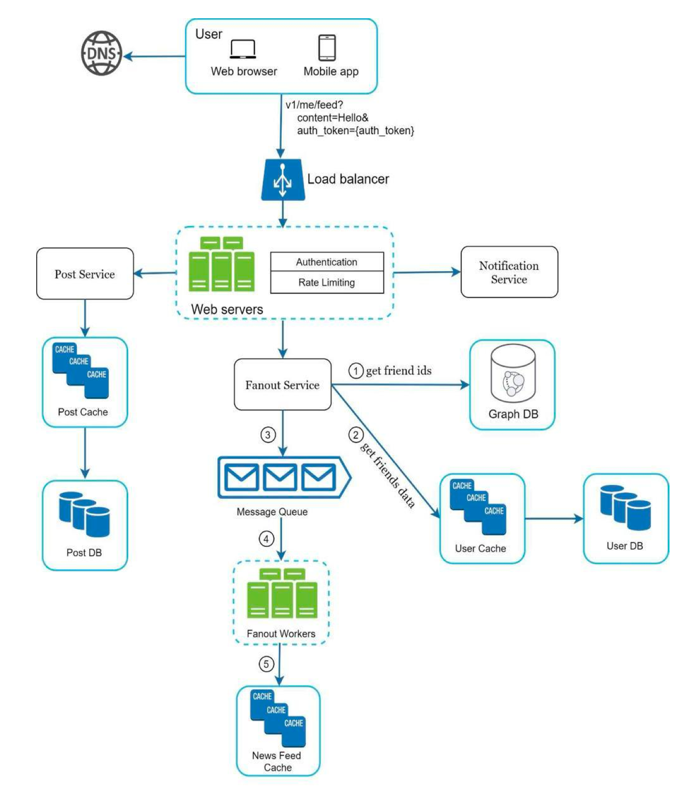 User
DNS
Web browser
Mobile app
v1/me/feed?
content=Hello&
auth_token={auth_token}
Load balancer
Authentication
Rate Limiting
Web servers
Post Service
Notification
Service
CACHE
CACHE
CACHE
Post Cache
Fanout Service
1 get friend ids
Graph DB
2 get friends data
3
Message Queue
CACHE
CACHE
CACHE
User Cache
User DB
Post DB
4
Fanout Workers
5
CACHE
CACHE
CACHE
News Feed
Cache